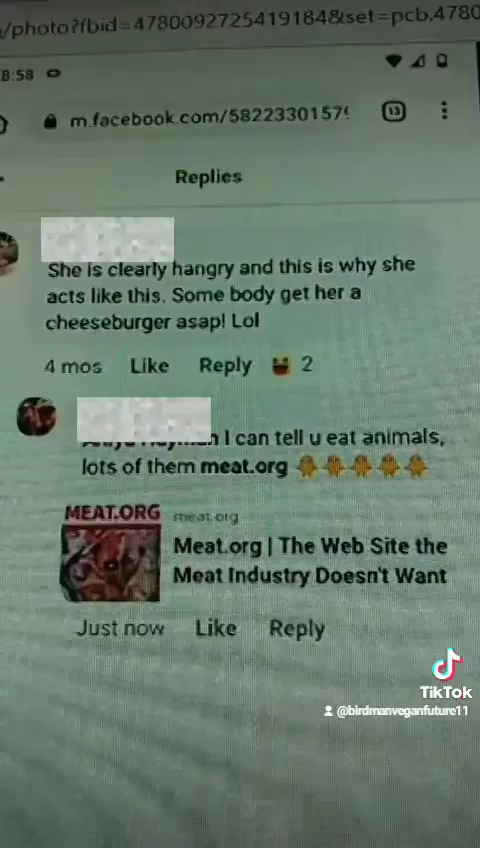 /photo?fbid=4780092725419184&set=pcb.4780
8:58
m.facebook.com/5822330157
13
Replies
She is clearly hangry and this is why she
acts like this. Some body get her a
cheeseburger asap! Lol
4 mos Like Reply 2
I can tell u eat animals,
lots of them meat.org
MEAT.ORG meat.org
Meat.org | The Web Site the
Meat Industry Doesn't Want
Just now Like Reply
TikTok
@birdmanveganfuture11